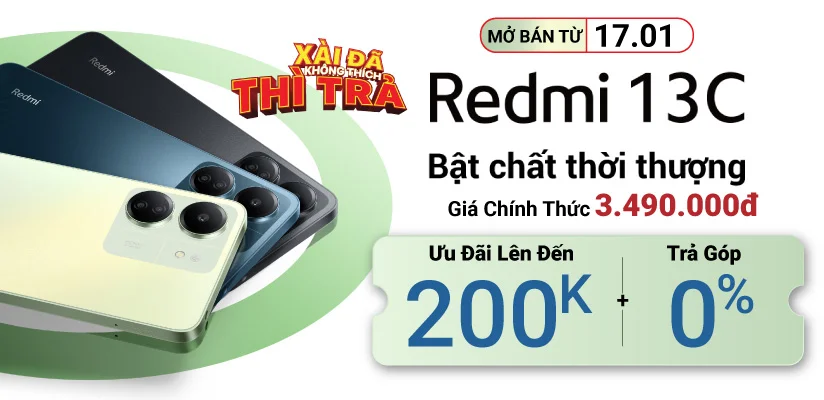 MỞ BÁN TỪ 17.01
XÀI ĐÃ
KHÔNG THÍCH
THÌ TRẢ
Redmi 13C
Bật chất thời thượng
Giá Chính Thức 3.490.000đ
Ưu Đãi Lên Đến
200K
+
Trả Góp
0%
Redmi
Redmi
Redmi